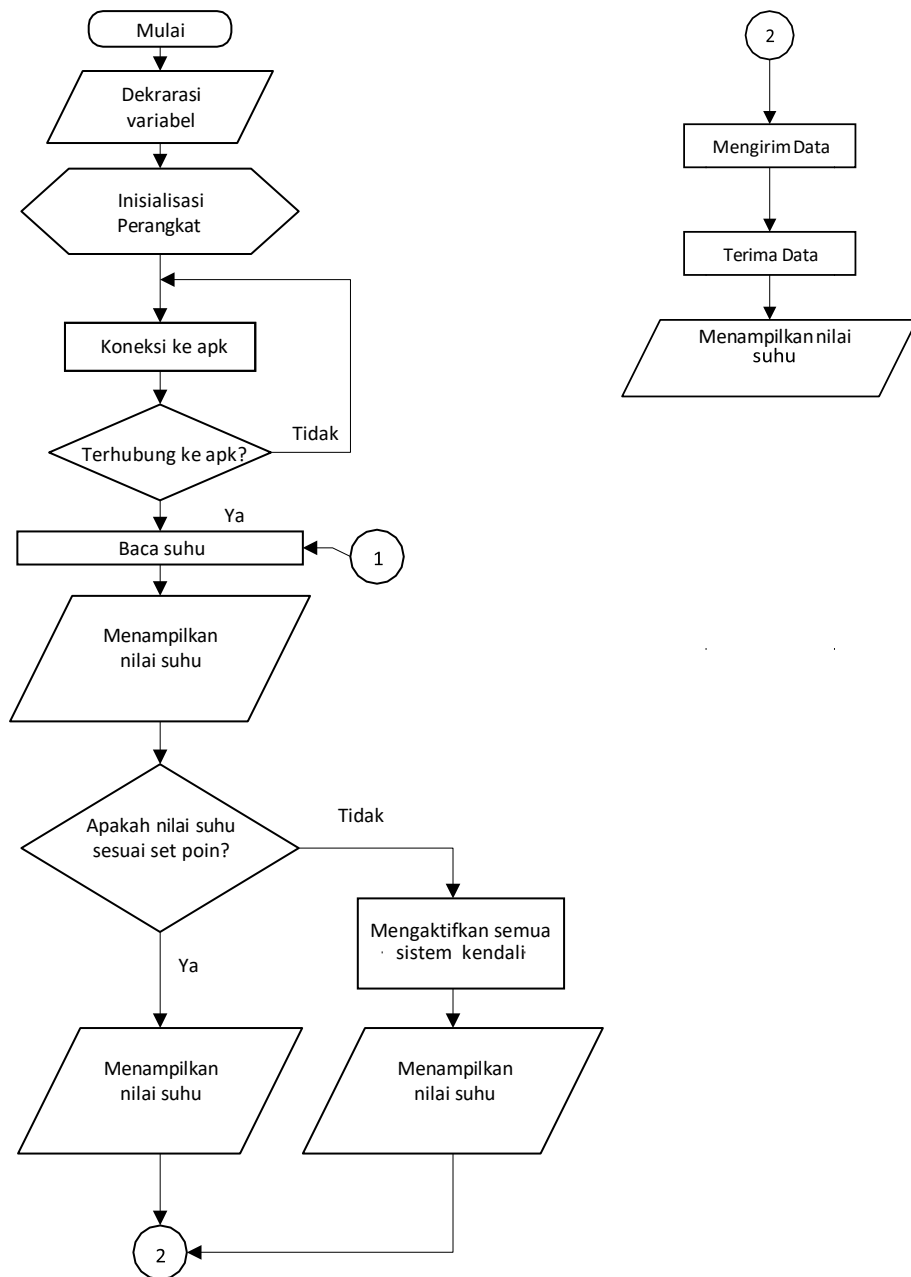 Mulai
Dekrarasi
variabel
Inisialisasi
Perangkat
Koneksi ke apk
Terhubung ke apk?
Tidak
Ya
Baca suhu
1
Menampilkan
nilai suhu
Apakah nilai suhu
sesuai set poin?
Tidak
Mengaktifkan semua
sistem kendali
Ya
Menampilkan
nilai suhu
Menampilkan
nilai suhu
2
2
Mengirim Data
Terima Data
Menampilkan nilai
suhu